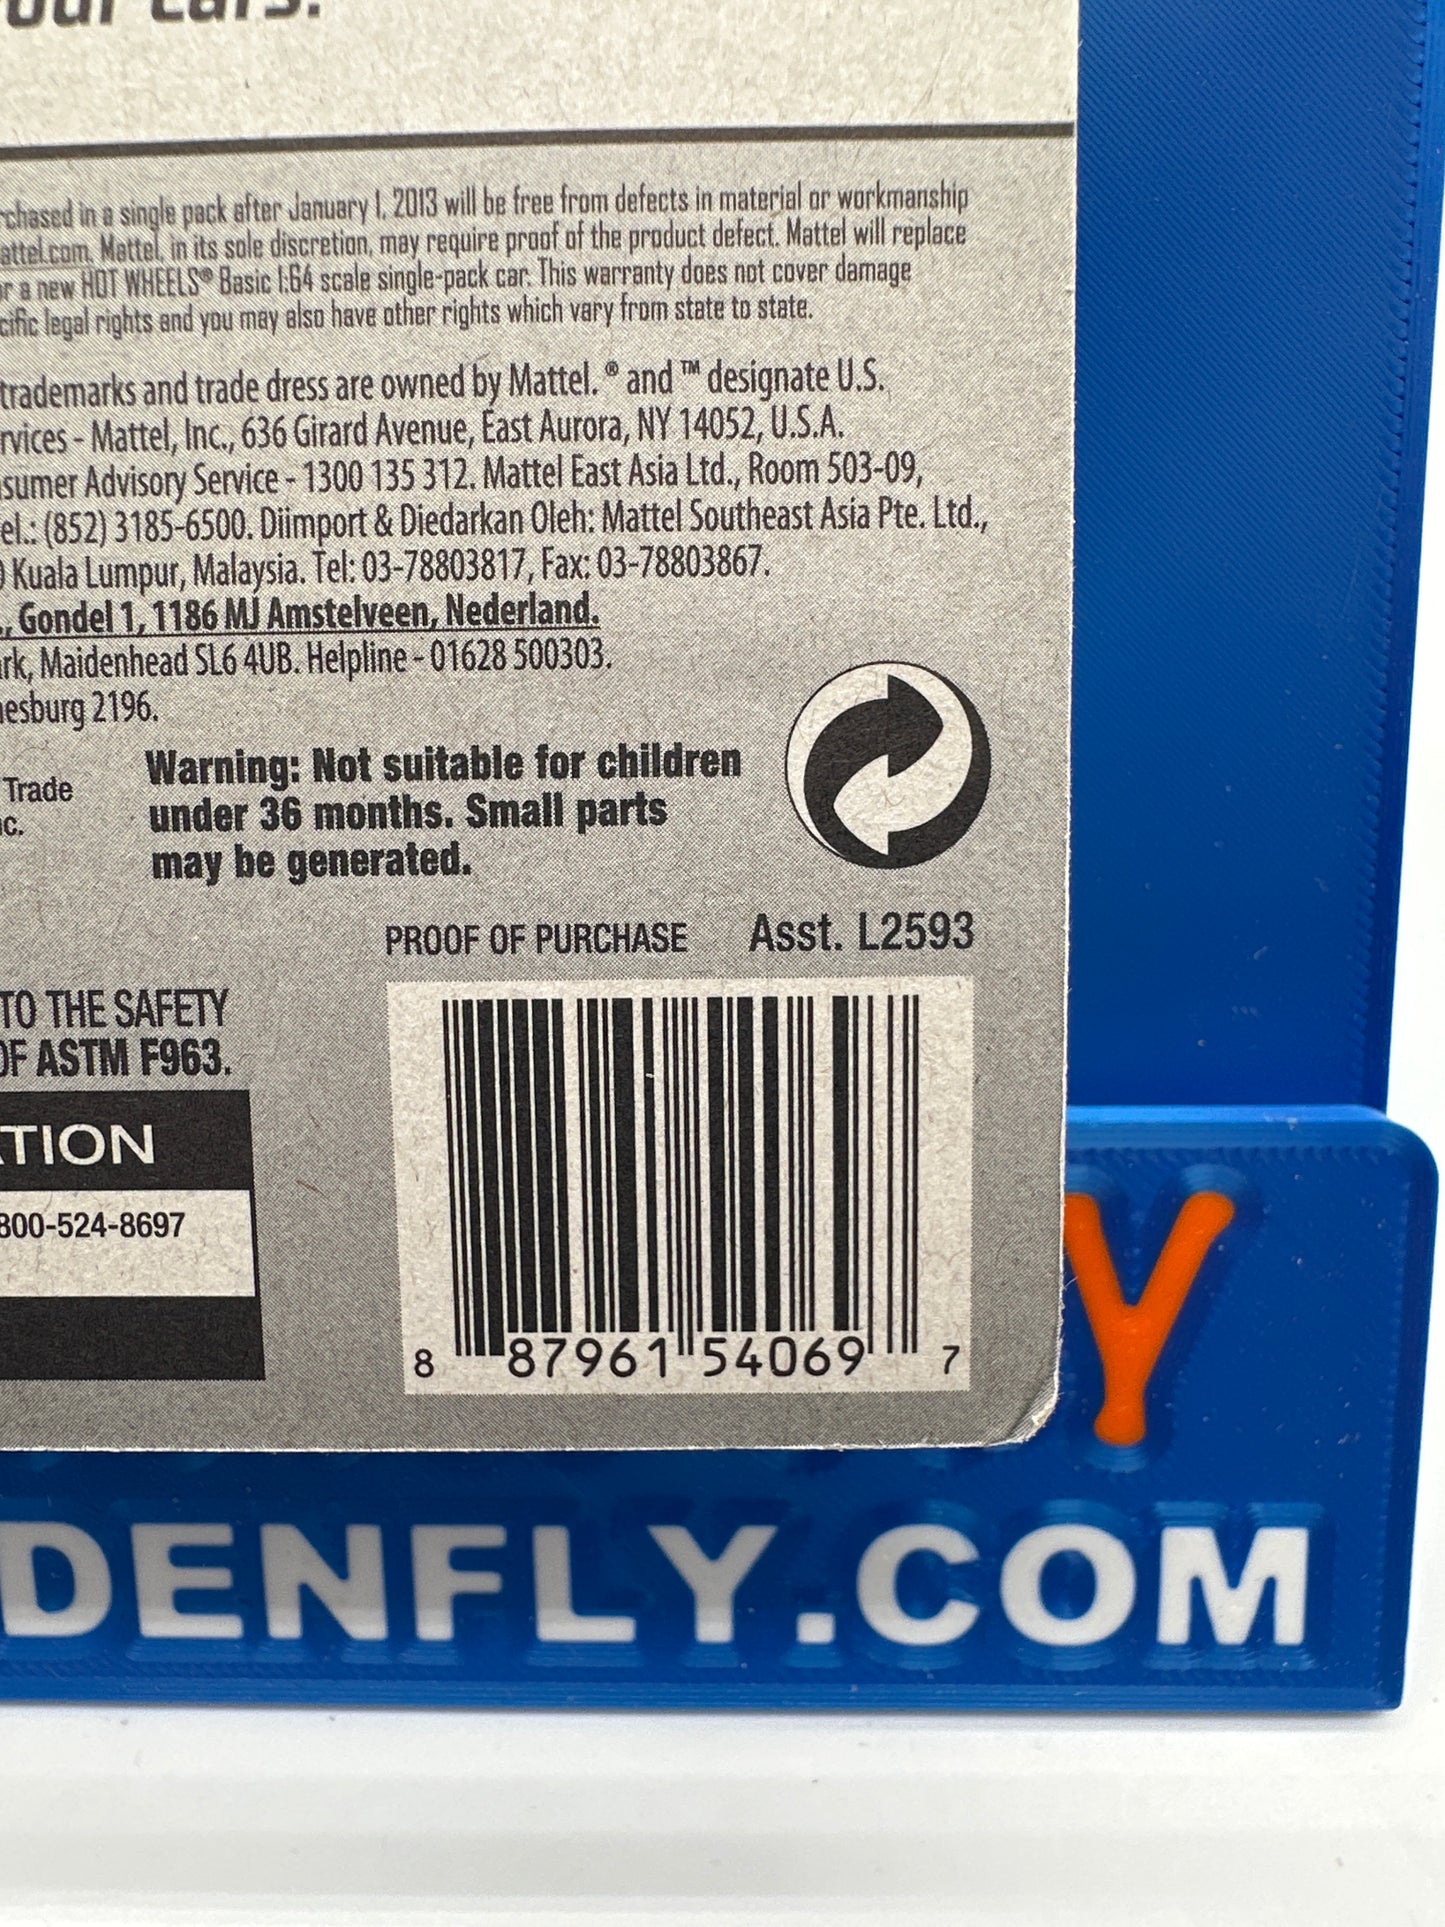 our cars.
chased in a single pack after January 1, 2013 will be free from defects in material or workmanship
attel.com. Mattel, in its sole discretion, may require proof of the product defect. Mattel will replace
or a new HOT WHEELS® Basic 1:64 scale single-pack car. This warranty does not cover damage
cific legal rights and you may also have other rights which vary from state to state.
trademarks and trade dress are owned by Mattel. ® and ™ designate U.S.
rvices - Mattel, Inc., 636 Girard Avenue, East Aurora, NY 14052, U.S.A.
sumer Advisory Service - 1300 135 312. Mattel East Asia Ltd., Room 503-09,
el.: (852) 3185-6500. Diimport & Diedarkan Oleh: Mattel Southeast Asia Pte. Ltd.,
0 Kuala Lumpur, Malaysia. Tel: 03-78803817, Fax: 03-78803867.
., Gondel 1, 1186 MJ Amstelveen, Nederland.
rk, Maidenhead SL6 4UB. Helpline - 01628 500303.
nesburg 2196.
Trade
c.
Warning: Not suitable for children
under 36 months. Small parts
may be generated.
PROOF OF PURCHASE Asst. L2593
TO THE SAFETY
OF ASTM F963.
TION
800-524-8697
8 87961 54069 7
Y
DENFLY.COM